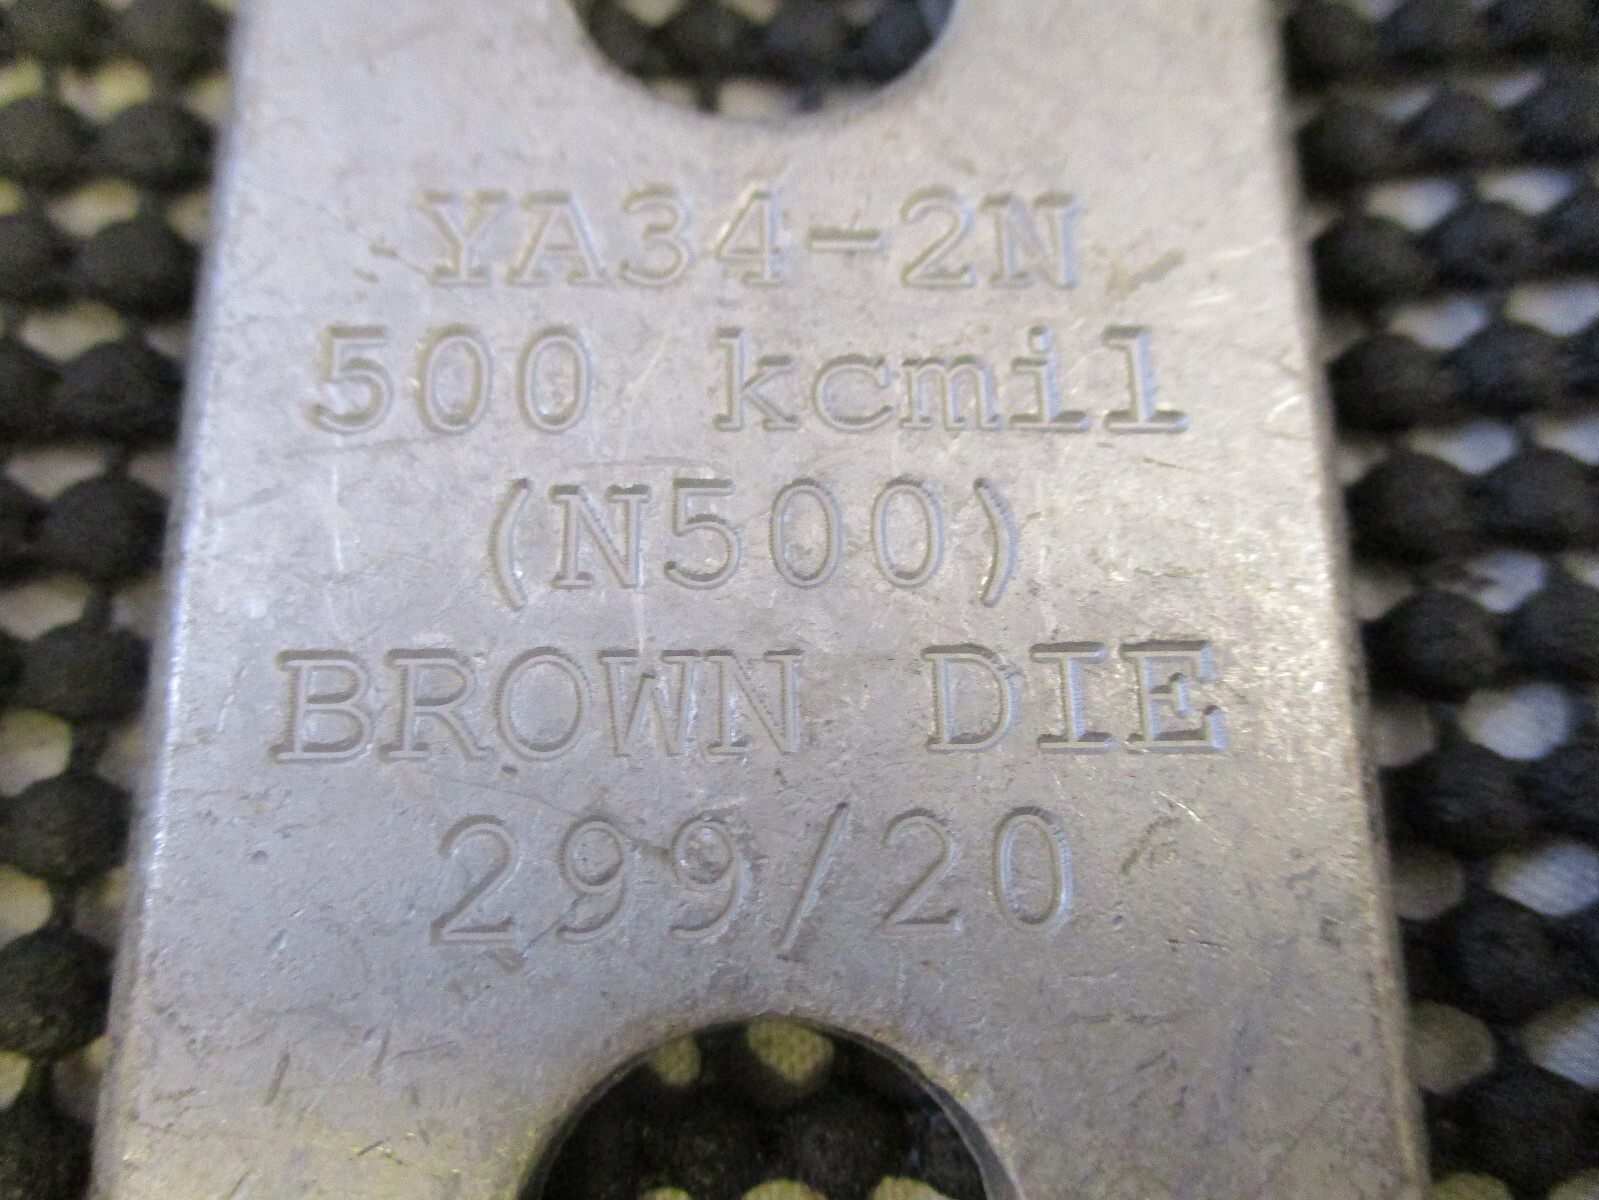 YA34-2N
500 kcmil
(N500)
BROWN DIE
299/20